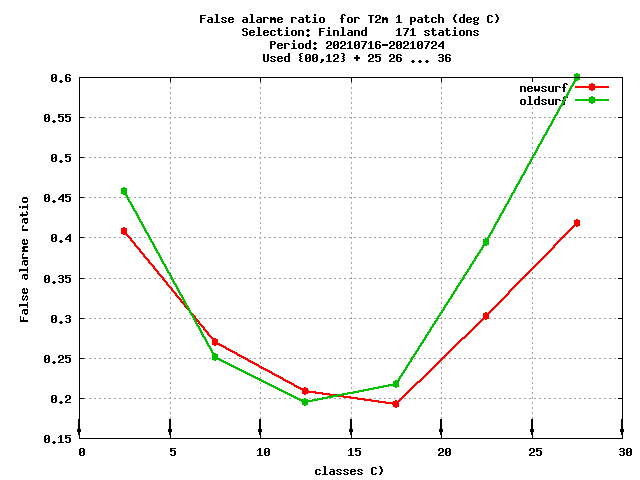 False alarme ratio  for T2m 1 patch (deg C)
Selection: Finland    171 stations
Period: 20210716-20210724
Used {00,12} + 25 26 ... 36
newsurf
oldsurf
0.6
0.55
0.5
0.45
0.4
0.35
0.3
0.25
0.2
0.15
False alarme ratio
0 5 10 15 20 25 30
classes C)